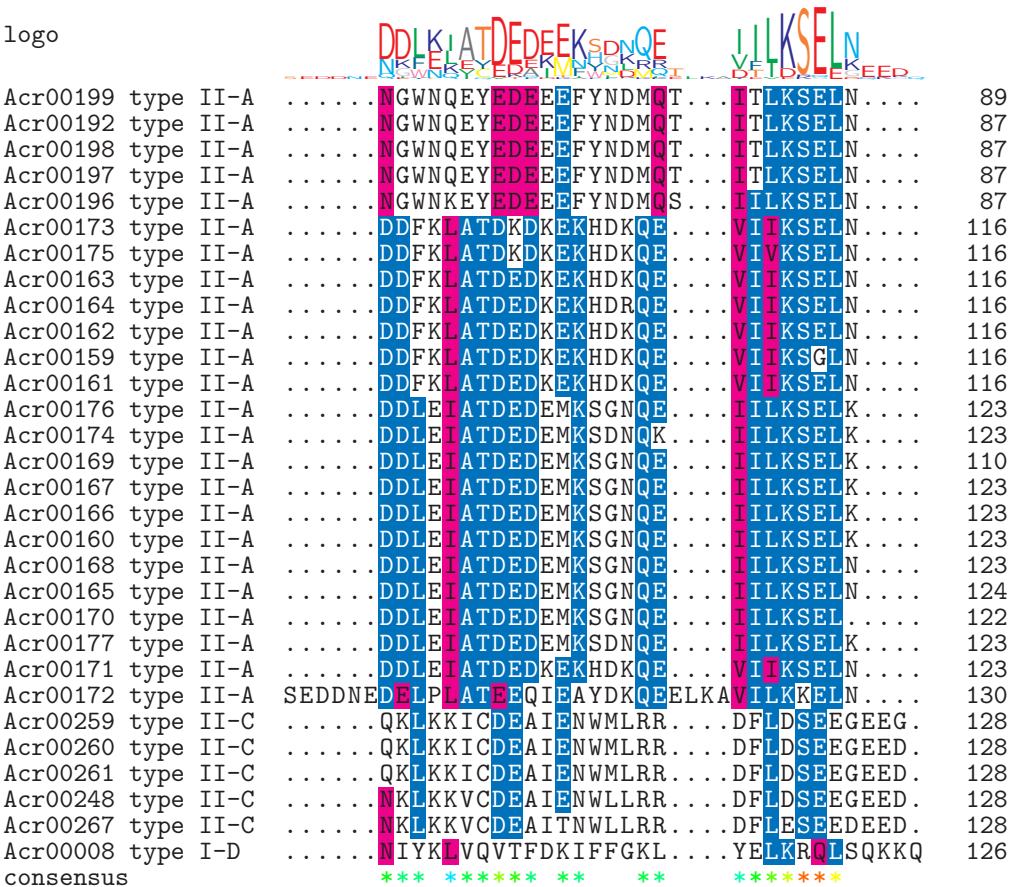 logo
Acr00199 type II-A ......NGWNQEYEDEEEFYNDMQT...ITLKSELN.... 89
Acr00192 type II-A ......NGWNQEYEDEEEFYNDMQT...ITLKSELN.... 87
Acr00198 type II-A ......NGWNQEYEDEEEFYNDMQT...ITLKSELN.... 87
Acr00197 type II-A ......NGWNQEYEDEEEFYNDMQT...ITLKSELN.... 87
Acr00196 type II-A ......NGWNKEYEDEEEFYNDMQS...IILKSELN.... 87
Acr00173 type II-A ......DDFKLATDKDKEKHDKQE....VIIKSELN.... 116
Acr00175 type II-A ......DDFKLATDKDKEKHDKQE....VIVKSELN.... 116
Acr00163 type II-A ......DDFKLATDEDKEKHDKQE....VIIKSELN.... 116
Acr00164 type II-A ......DDFKLATDEDKEKHDRQE....VIIKSELN.... 116
Acr00162 type II-A ......DDFKLATDEDKEKHDKQE....VIIKSELN.... 116
Acr00159 type II-A ......DDFKLATDEDKEKHDKQE....VIIKSGLN.... 116
Acr00161 type II-A ......DDFKLATDEDKEKHDKQE....VIIKSELN.... 116
Acr00176 type II-A ......DDLEIATDEDEMKSGNQE....IILKSELK.... 123
Acr00174 type II-A ......DDLEIATDEDEMKSDNQK....IILKSELK.... 123
Acr00169 type II-A ......DDLEIATDEDEMKSGNQE....IILKSELK.... 110
Acr00167 type II-A ......DDLEIATDEDEMKSGNQE....IILKSELK.... 123
Acr00166 type II-A ......DDLEIATDEDEMKSGNQE....IILKSELK.... 123
Acr00160 type II-A ......DDLEIATDEDEMKSGNQE....IILKSELK.... 123
Acr00168 type II-A ......DDLEIATDEDEMKSGNQE....IILKSELK.... 123
Acr00165 type II-A ......DDLEIATDEDEMKSGNQE....IILKSELK.... 124
Acr00170 type II-A ......DDLEIATDEDEMKSGNQE....IILKSEL..... 122
Acr00177 type II-A ......DDLEIATDEDEMKSDNQE....IILKSELK.... 123
Acr00171 type II-A ......DDLEIATDEDKEKHDKQE....VIIKSELN.... 123
Acr00172 type II-A SEDDNEDELPLATEEQIEAYDKQEELKAVILKKELN.... 130
Acr00259 type II-C ......QKLKKICDEAIENWMLRR....DFLDSEEGEEG. 128
Acr00260 type II-C ......QKLKKICDEAIENWMLRR....DFLDSEEGEED. 128
Acr00261 type II-C ......QKLKKICDEAIENWMLRR....DFLDSEEGEED. 128
Acr00248 type II-C ......NKLKKVCDEAIENWLLRR....DFLDSEEGEED. 128
Acr00267 type II-C ......NKLKKVCDEAITNWLLRR....DFLESEEDEED. 128
Acr00008 type I-D ......NIYKLVQVTFDKIFFGKL....YELKRQLSQKKQ 126
consensus *** ***** ** ** *******